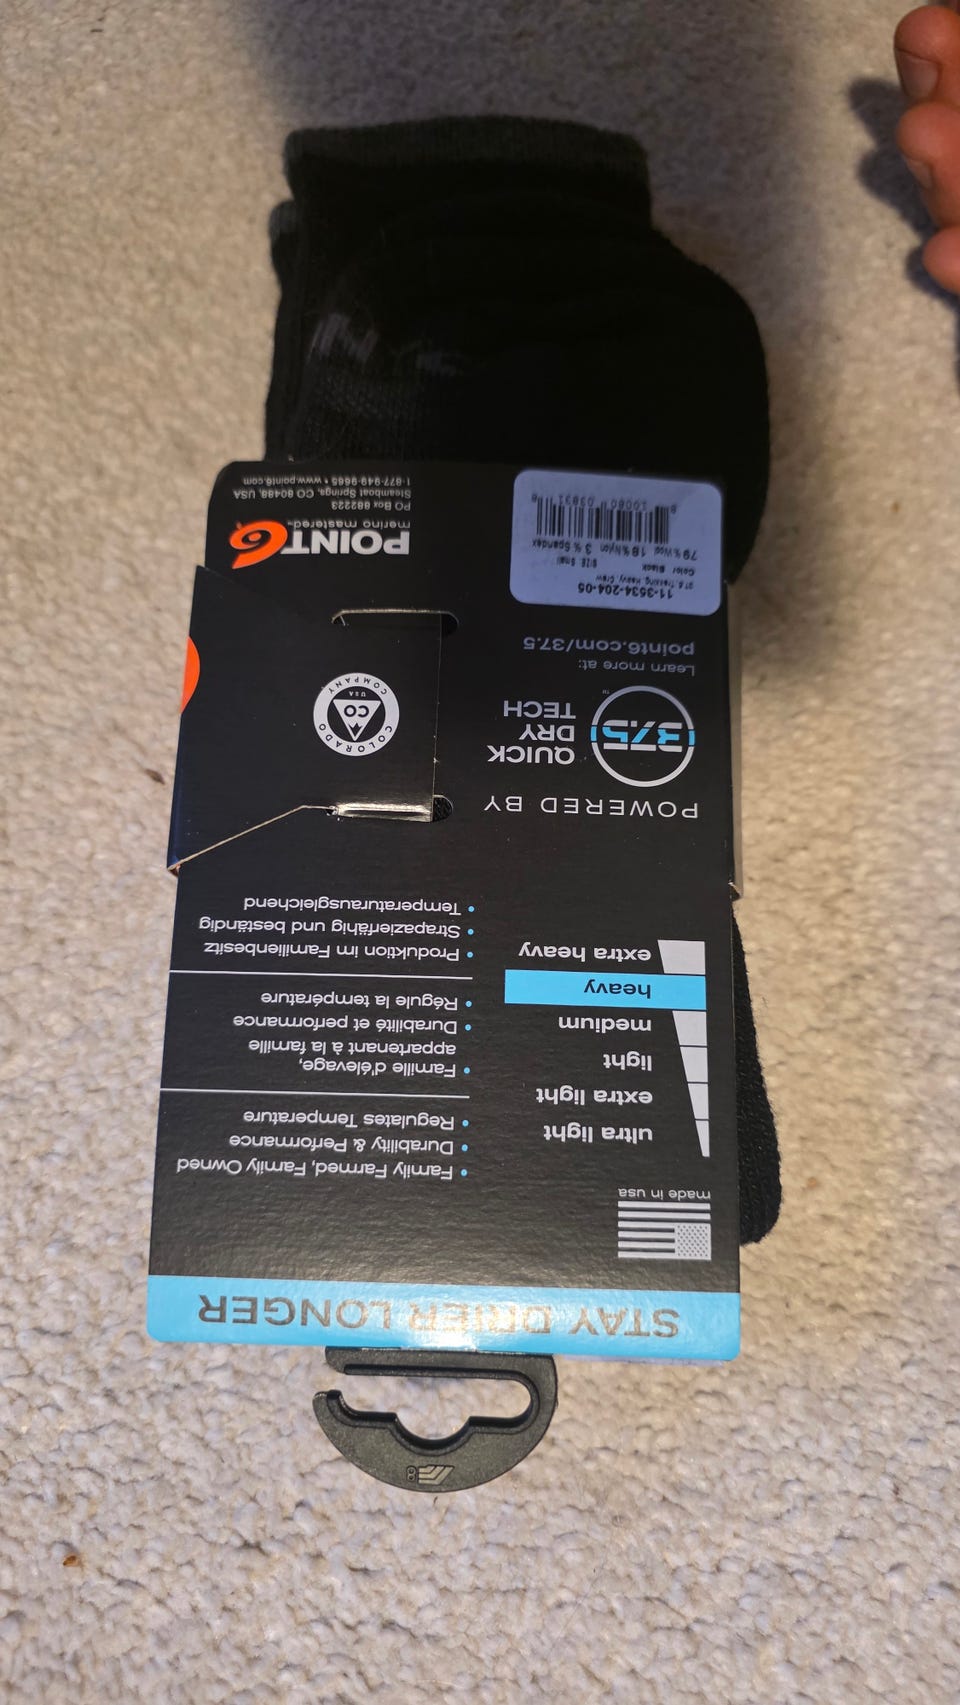 STAY DRIER LONGER
made in usa
ultra light
extra light
light
medium
heavy
extra heavy
• Family Farmed, Family Owned
• Durability & Performance
• Regulates Temperature
• Famille d'élevage,
appartenant à la famille
• Durabilité et performance
• Régule la température
• Produktion im Familienbesitz
• Strapazierfähig und beständig
• Temperaturausgleichend
POWERED BY
37.5™
QUICK
DRY
TECH
Learn more at:
point6.com/37.5
COLORADO
CO
USA
COMPANY
11-3534-204-05
37.5 Trekking, Heavy, Crew
Color Black SIZE Small
79% Wool 18% Nylon 3% Spandex
POINT6™
merino mastered
PO Box 882223
Steamboat Springs, CO 80488, USA
1-877-949-9665 • www.point6.com